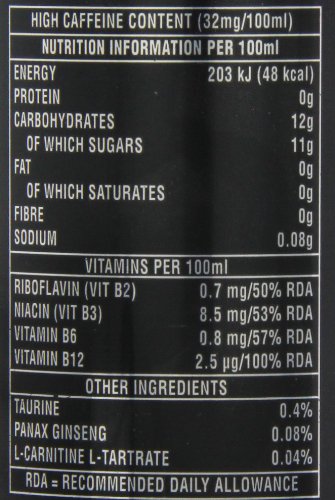 HIGH CAFFEINE CONTENT (32mg/100ml)
NUTRITION INFORMATION PER 100ml
ENERGY 203 kJ (48 kcal)
PROTEIN 0g
CARBOHYDRATES 12g
OF WHICH SUGARS 11g
FAT 0g
OF WHICH SATURATES 0g
FIBRE 0g
SODIUM 0.08g
VITAMINS PER 100ml
RIBOFLAVIN (VIT B2) 0.7 mg/50% RDA
NIACIN (VIT B3) 8.5 mg/53% RDA
VITAMIN B6 0.8 mg/57% RDA
VITAMIN B12 2.5 µg/100% RDA
OTHER INGREDIENTS
TAURINE 0.4%
PANAX GINSENG 0.08%
L-CARNITINE L-TARTRATE 0.04%
RDA = RECOMMENDED DAILY ALLOWANCE